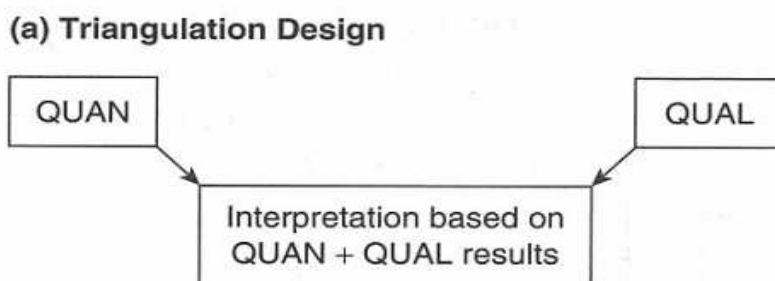 (a) Triangulation Design
QUAN
QUAL
Interpretation based on
QUAN + QUAL results